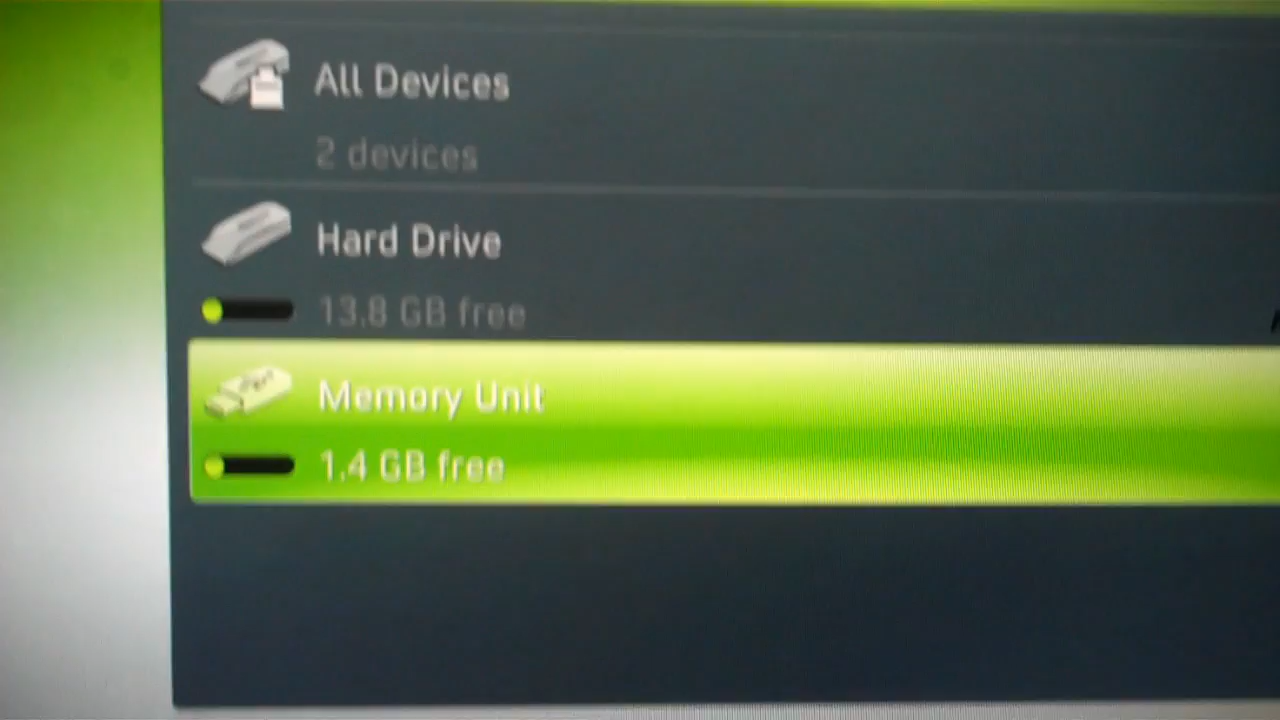 All Devices
2 devices
Hard Drive
13.8 GB free
Memory Unit
1.4 GB free